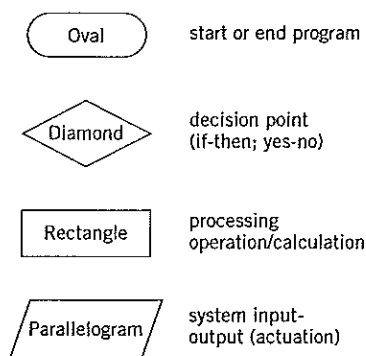 Oval
start or end program
Diamond
decision point
(if-then; yes-no)
Rectangle
processing
operation/calculation
Parallelogram
system input-
output (actuation)